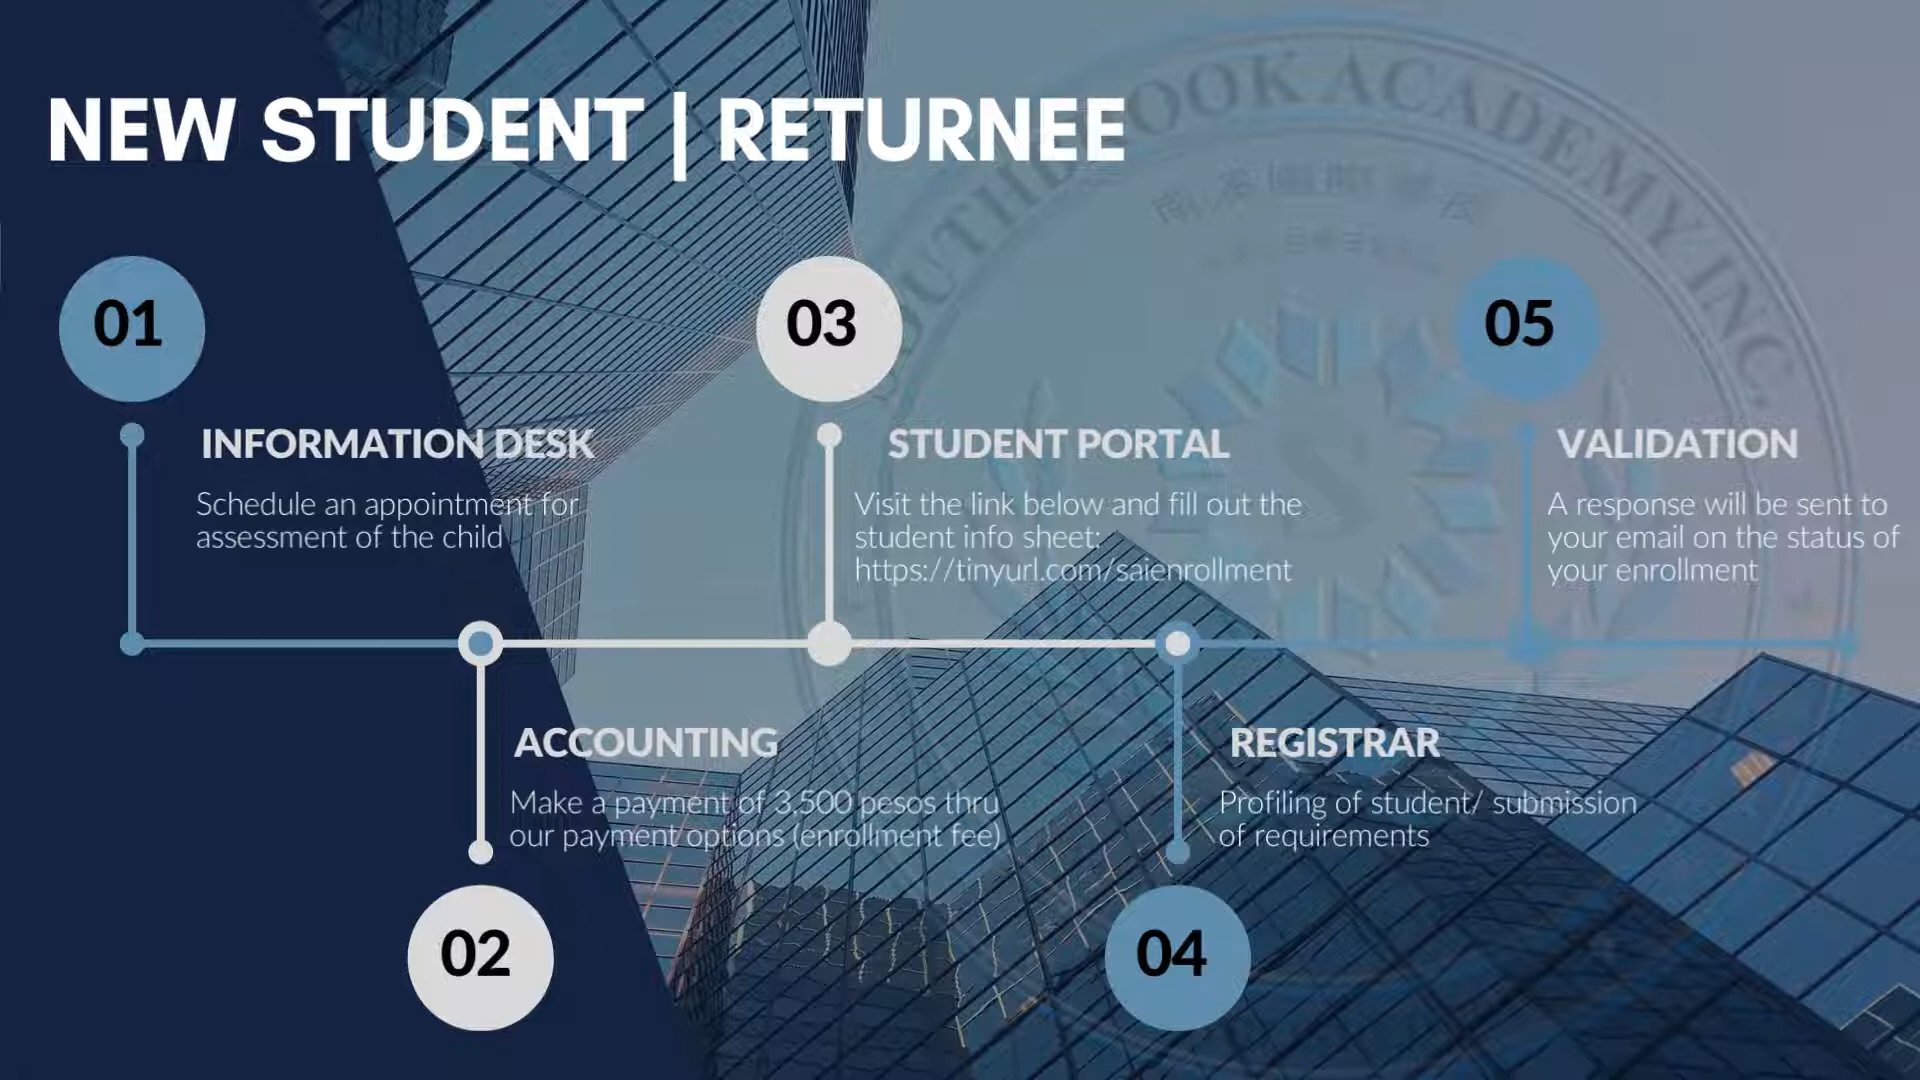 NEW STUDENT | RETURNEE
01
INFORMATION DESK
Schedule an appointment for
assessment of the child
02
ACCOUNTING
Make a payment of 3,500 pesos thru
our payment options (enrollment fee)
03
STUDENT PORTAL
Visit the link below and fill out the
student info sheet:
https://tinyurl.com/saienrollment
04
REGISTRAR
Profiling of student/ submission
of requirements
05
VALIDATION
A response will be sent to
your email on the status of
your enrollment
ACADEMY INC.